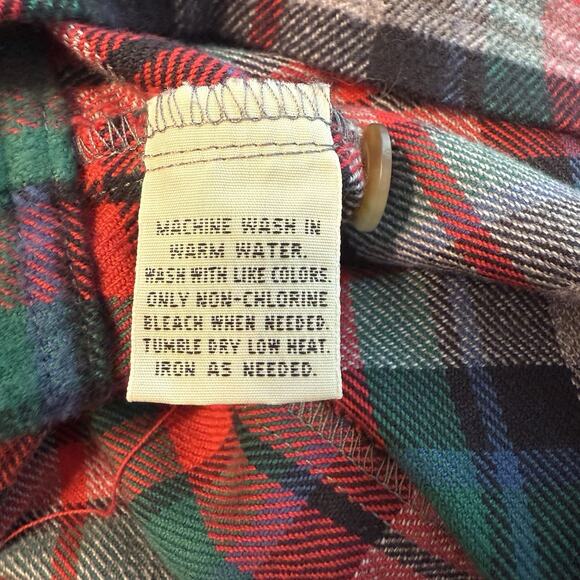 MACHINE WASH IN
WARM WATER.
WASH WITH LIKE COLORS
ONLY NON-CHLORINE
BLEACH WHEN NEEDED.
TUMBLE DRY LOW HEAT.
IRON AS NEEDED.